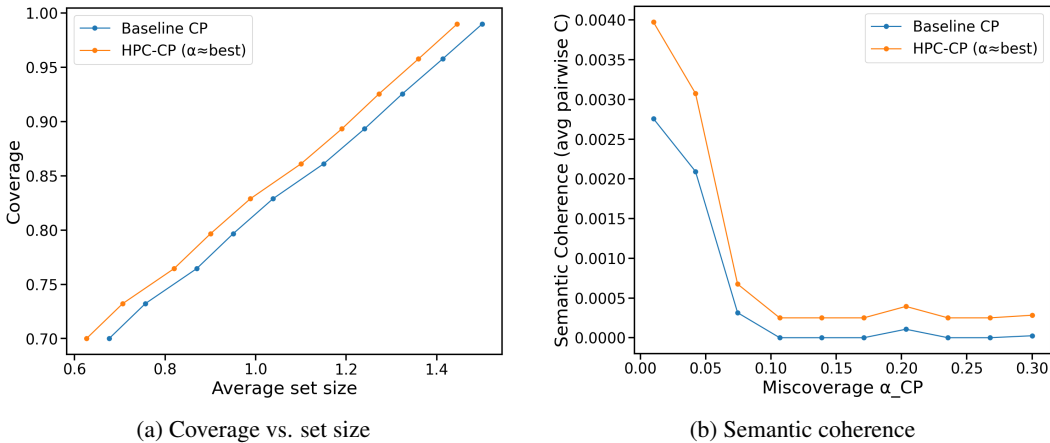 1.00
0.95
0.90
0.85
0.80
0.75
0.70
Coverage
Baseline CP
HPC-CP (α≈best)
0.6
0.8
1.0
1.2
1.4
Average set size
(a) Coverage vs. set size
0.0040
0.0035
0.0030
0.0025
0.0020
0.0015
0.0010
0.0005
0.0000
Semantic Coherence (avg pairwise C)
Baseline CP
HPC-CP (α≈best)
0.00
0.05
0.10
0.15
0.20
0.25
0.30
Miscoverage α_CP
(b) Semantic coherence